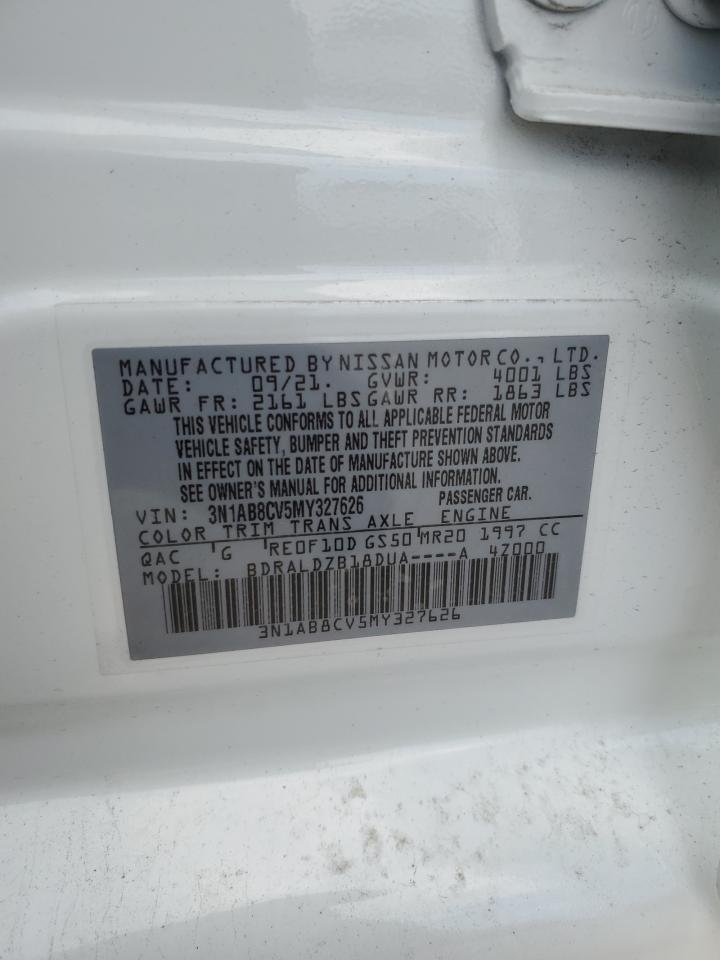 MANUFACTURED BY NISSAN MOTOR CO., LTD.
DATE: 09/21. GVWR: 4001 LBS
GAWR FR: 2161 LBS GAWR RR: 1863 LBS
THIS VEHICLE CONFORMS TO ALL APPLICABLE FEDERAL MOTOR
VEHICLE SAFETY, BUMPER AND THEFT PREVENTION STANDARDS
IN EFFECT ON THE DATE OF MANUFACTURE SHOWN ABOVE.
SEE OWNER'S MANUAL FOR ADDITIONAL INFORMATION.
VIN: 3N1AB8CV5MY327626 PASSENGER CAR.
COLOR TRIM TRANS AXLE ENGINE
QAC G RE0F10D GS50 MR20 1997 CC
MODEL: BDRALDZB18DUA----A 4Z000
3N1AB8CV5MY327626